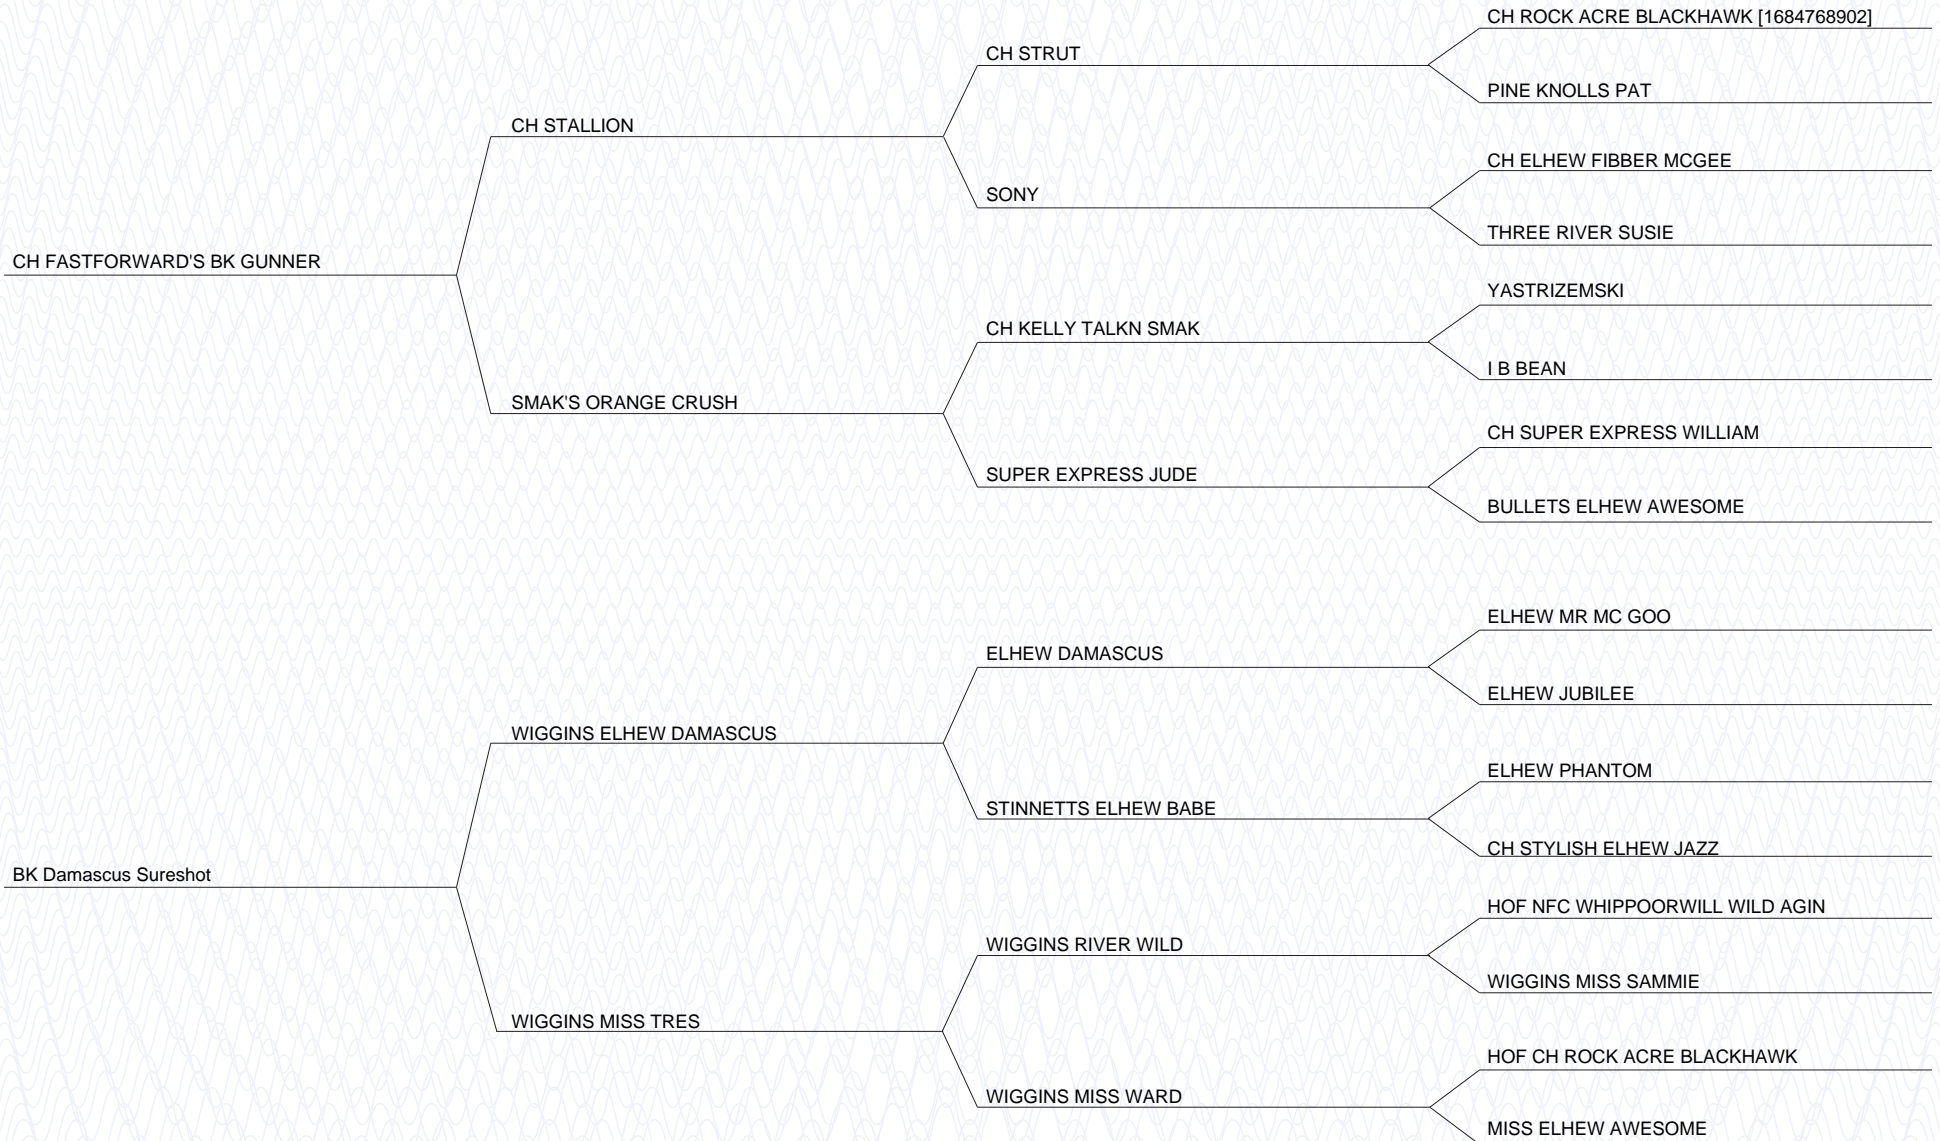 CH ROCK ACRE BLACKHAWK [1684768902]
CH STRUT
PINE KNOLLS PAT
CH STALLION
CH ELHEW FIBBER MCGEE
SONY
THREE RIVER SUSIE
CH FASTFORWARD'S BK GUNNER
YASTRIZEMSKI
CH KELLY TALKN SMAK
I B BEAN
SMAK'S ORANGE CRUSH
CH SUPER EXPRESS WILLIAM
SUPER EXPRESS JUDE
BULLETS ELHEW AWESOME
ELHEW MR MC GOO
ELHEW DAMASCUS
ELHEW JUBILEE
WIGGINS ELHEW DAMASCUS
ELHEW PHANTOM
STINNETTS ELHEW BABE
CH STYLISH ELHEW JAZZ
BK Damascus Sureshot
HOF NFC WHIPPOORWILL WILD AGIN
WIGGINS RIVER WILD
WIGGINS MISS SAMMIE
WIGGINS MISS TRES
HOF CH ROCK ACRE BLACKHAWK
WIGGINS MISS WARD
MISS ELHEW AWESOME